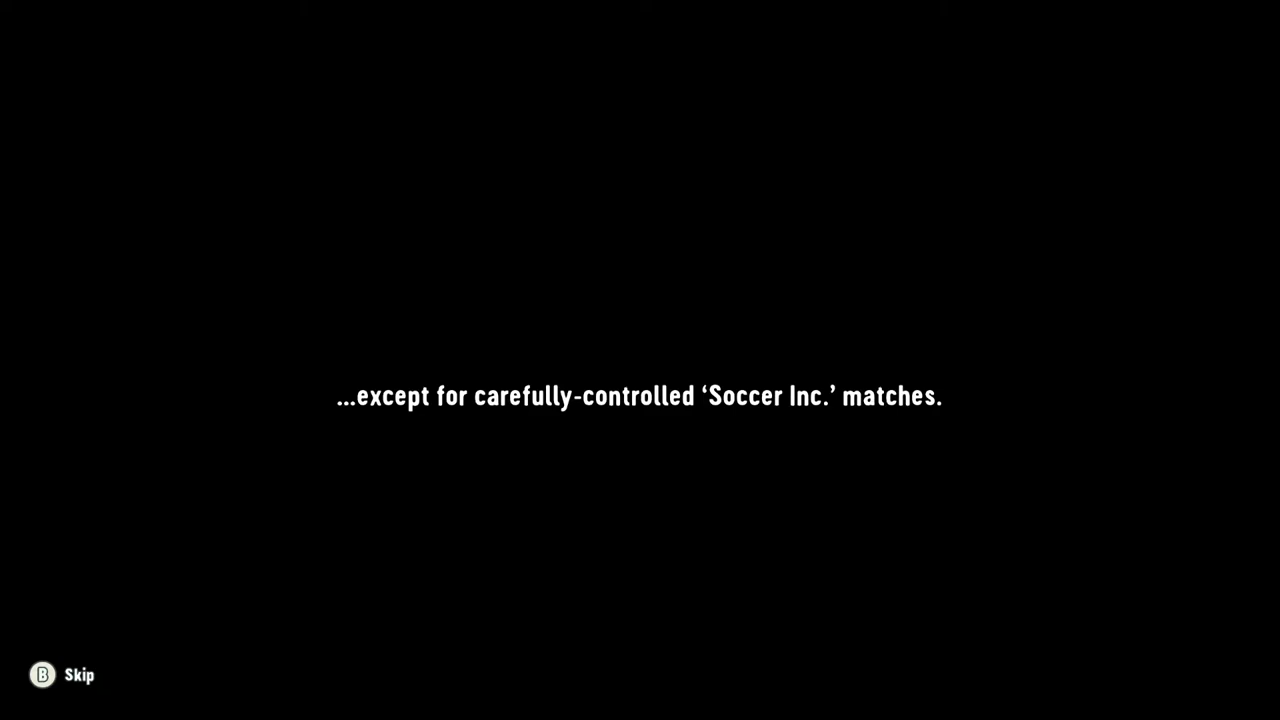 ...except for carefully-controlled ‘Soccer Inc.’ matches.
B Skip